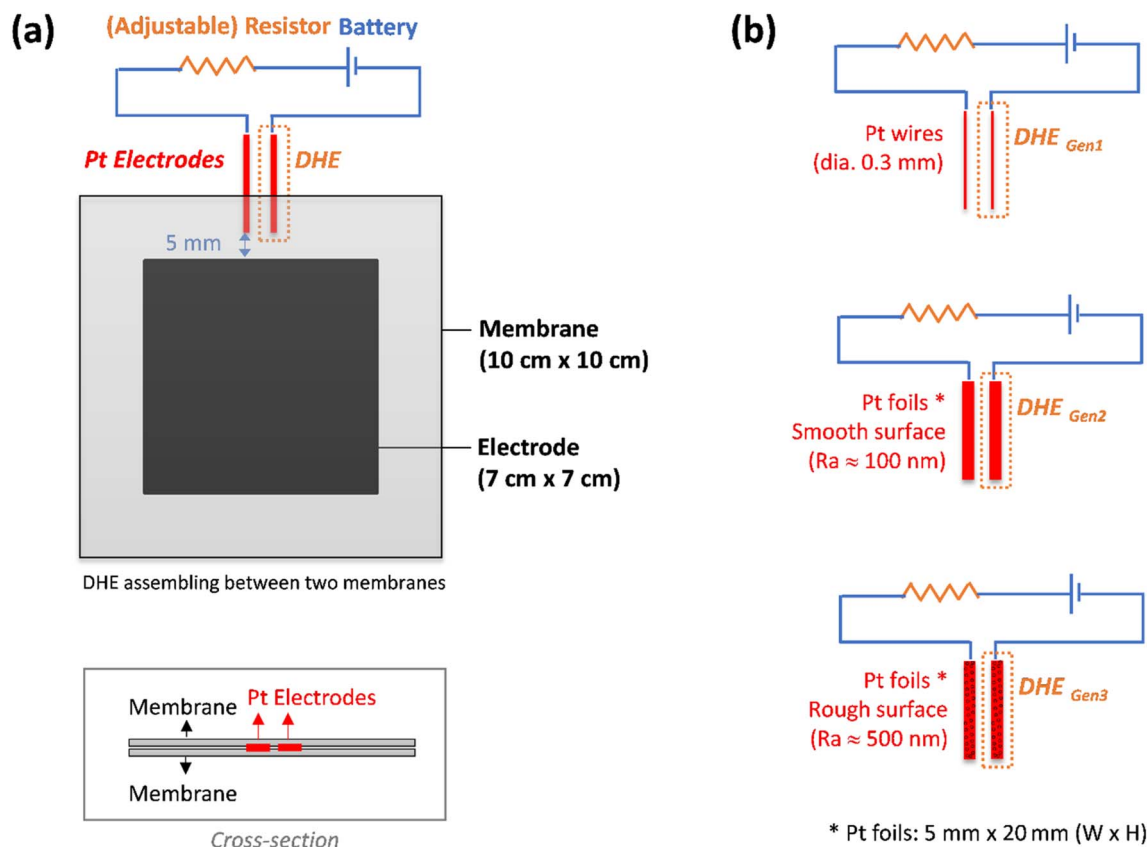 (a)
(Adjustable) Resistor Battery
Pt Electrodes
DHE
5 mm
Membrane
(10 cm x 10 cm)
Electrode
(7 cm x 7 cm)
DHE assembling between two membranes
Membrane
Pt Electrodes
Membrane
Cross-section
(b)
Pt wires
(dia. 0.3 mm)
DHE Gen1
Pt foils *
Smooth surface
(Ra ≈ 100 nm)
DHE Gen2
Pt foils *
Rough surface
(Ra ≈ 500 nm)
DHE Gen3
* Pt foils: 5 mm x 20 mm (W x H)